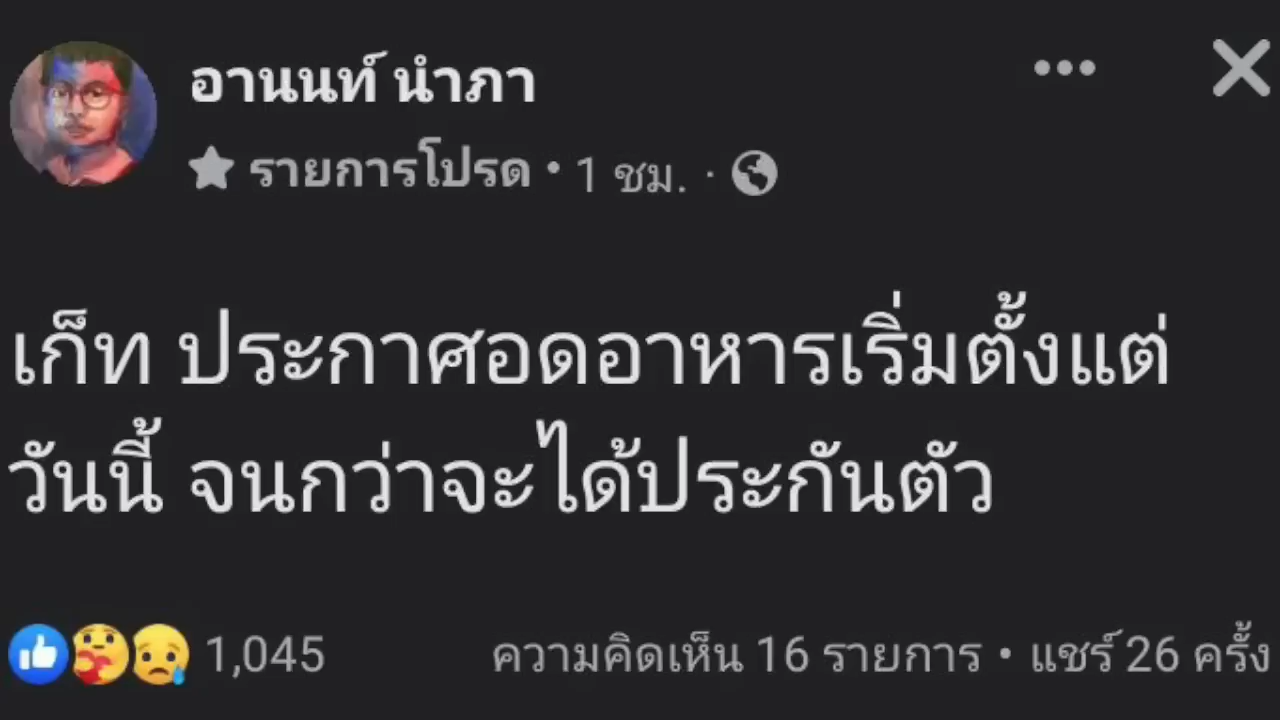 อานนท์ นำภา
รายการโปรด • 1 ชม. ·
เก็ท ประกาศอดอาหารเริ่มตั้งแต่
วันนี้ จนกว่าจะได้ประกันตัว
1,045 ความคิดเห็น 16 รายการ • แชร์ 26 ครั้ง